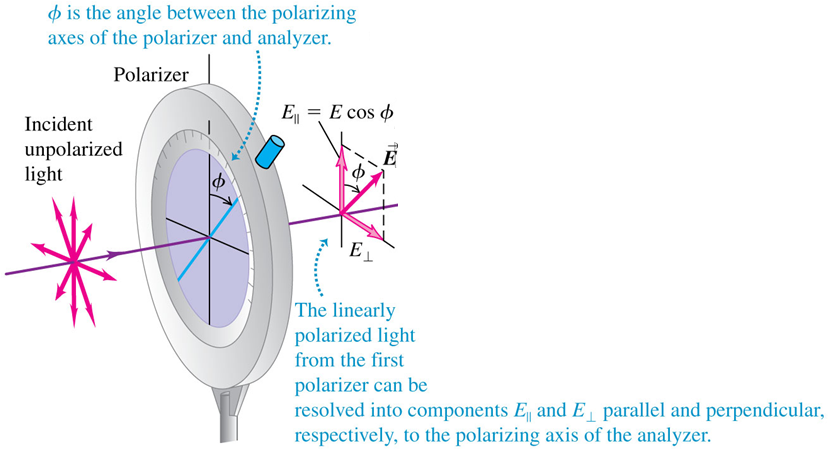 ϕ is the angle between the polarizing
axes of the polarizer and analyzer.
Polarizer
Incident
unpolarized
light
ϕ
E∥ = E cos ϕ
E⃗
ϕ
E⊥
The linearly
polarized light
from the first
polarizer can be
resolved into components E∥ and E⊥ parallel and perpendicular,
respectively, to the polarizing axis of the analyzer.